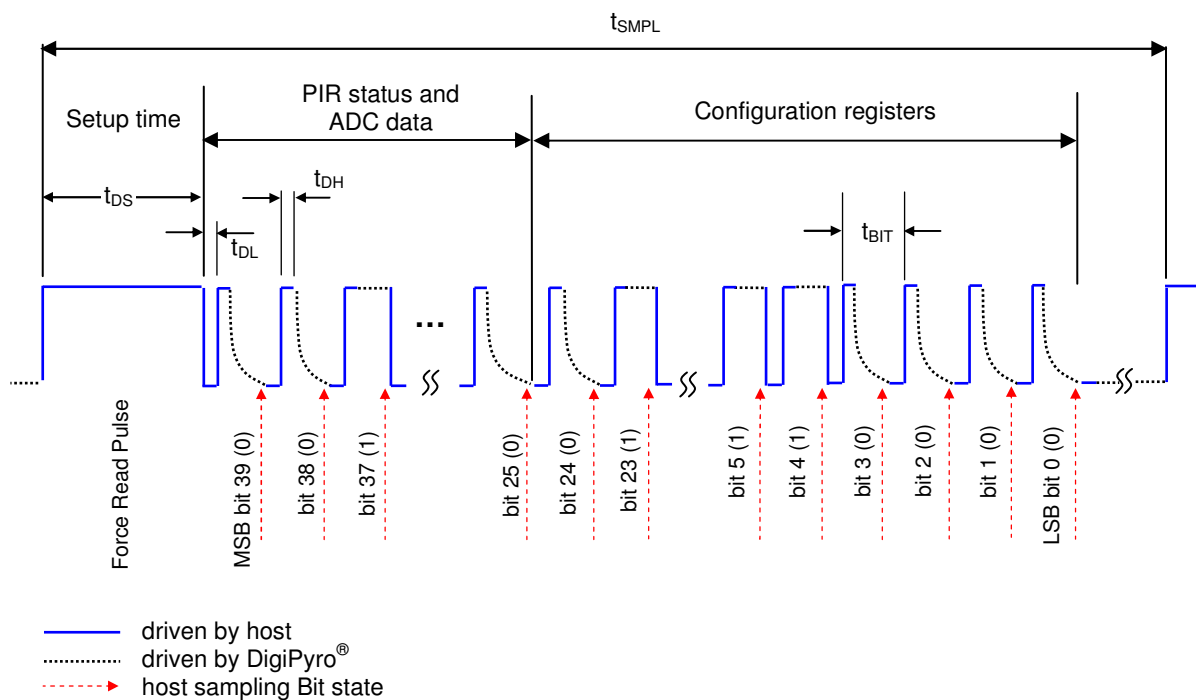 tSMPL
Setup time
PIR status and
ADC data
Configuration registers
tDS
tDH
tDL
tBIT
...
Force Read Pulse
MSB bit 39 (0)
bit 38 (0)
bit 37 (1)
bit 25 (0)
bit 24 (0)
bit 23 (1)
bit 5 (1)
bit 4 (1)
bit 3 (0)
bit 2 (0)
bit 1 (0)
LSB bit 0 (0)
driven by host
driven by DigiPyro®
host sampling Bit state